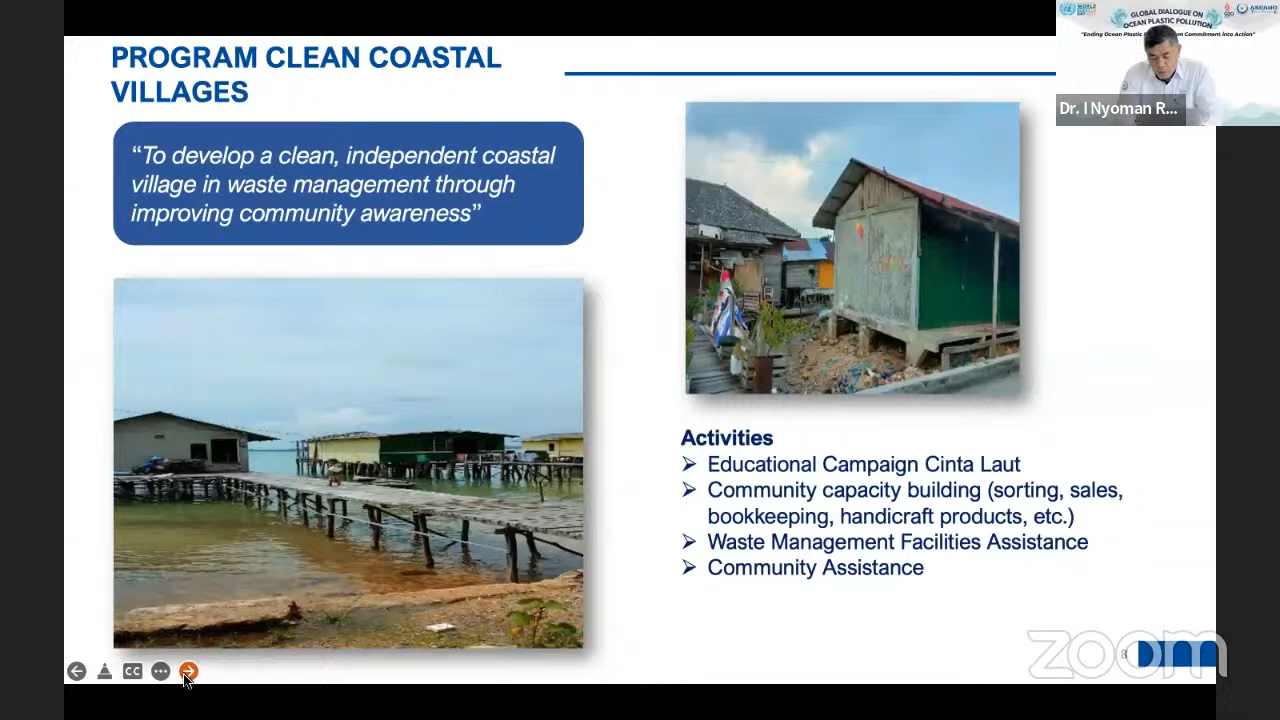 PROGRAM CLEAN COASTAL
VILLAGES
“To develop a clean, independent coastal
village in waste management through
improving community awareness”
Activities
Educational Campaign Cinta Laut
Community capacity building (sorting, sales,
bookkeeping, handicraft products, etc.)
Waste Management Facilities Assistance
Community Assistance
GLOBAL DIALOGUE ON
OCEAN PLASTIC POLLUTION
"Ending Ocean Plastic Commitment into Action"
Dr. I Nyoman R...
CC
zoom
8